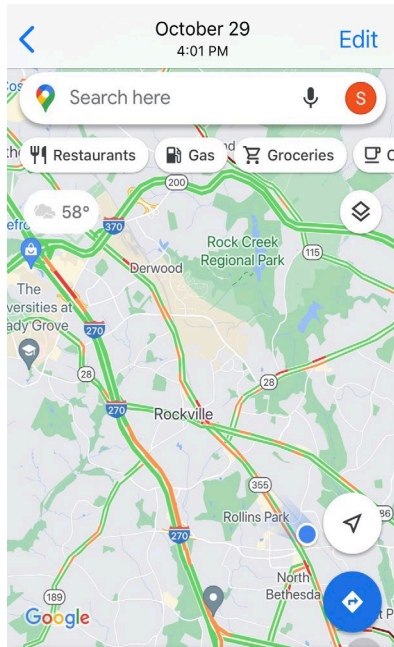 October 29
4:01 PM
Edit
Search here
S
Restaurants
Gas
Groceries
200
58°
370
Rock Creek
Regional Park
115
Derwood
The
versities at
ady Grove
270
28
28
270
Rockville
355
Rollins Park
270
North
Bethesda
189
Google